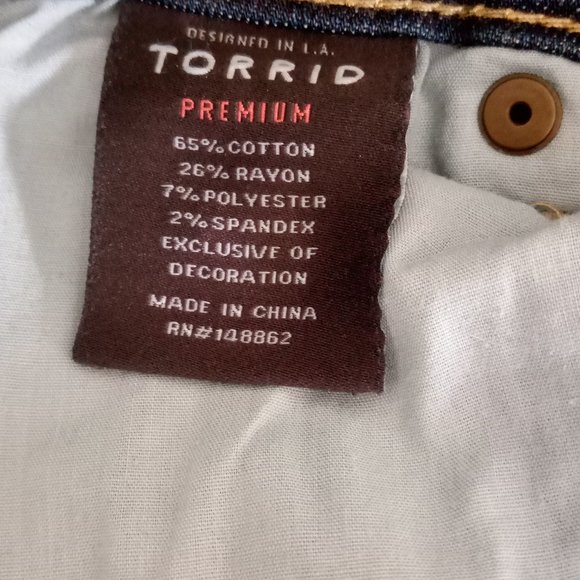 DESIGNED IN L.A.
TORRID
PREMIUM
65% COTTON
26% RAYON
7% POLYESTER
2% SPANDEX
EXCLUSIVE OF
DECORATION
MADE IN CHINA
RN#148862